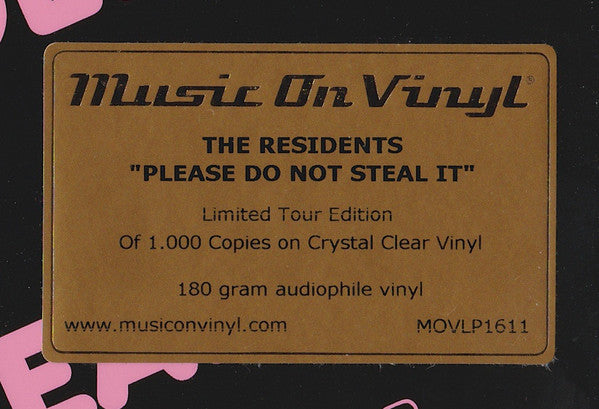 Music On Vinyl®
THE RESIDENTS
"PLEASE DO NOT STEAL IT"
Limited Tour Edition
Of 1.000 Copies on Crystal Clear Vinyl
180 gram audiophile vinyl
www.musiconvinyl.com
MOVLP1611
EA